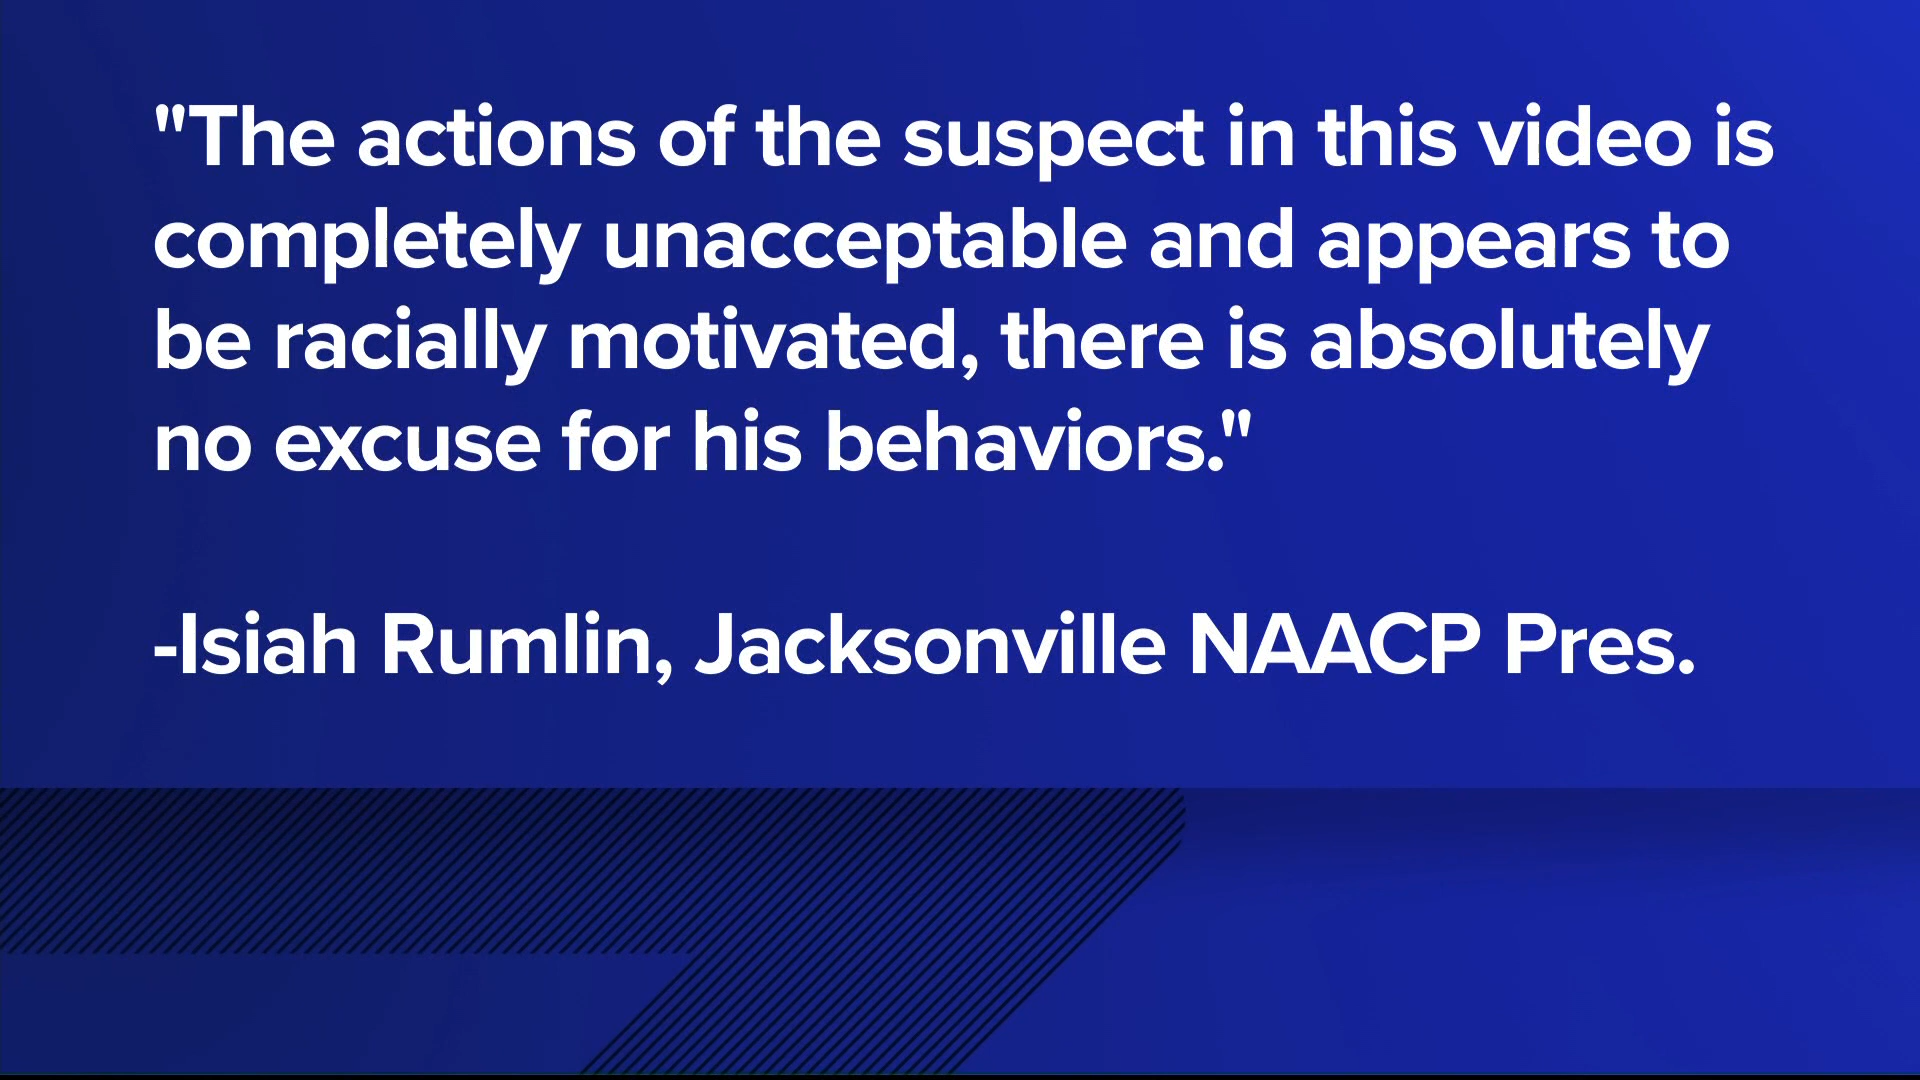 "The actions of the suspect in this video is
completely unacceptable and appears to
be racially motivated, there is absolutely
no excuse for his behaviors."
-Isiah Rumlin, Jacksonville NAACP Pres.